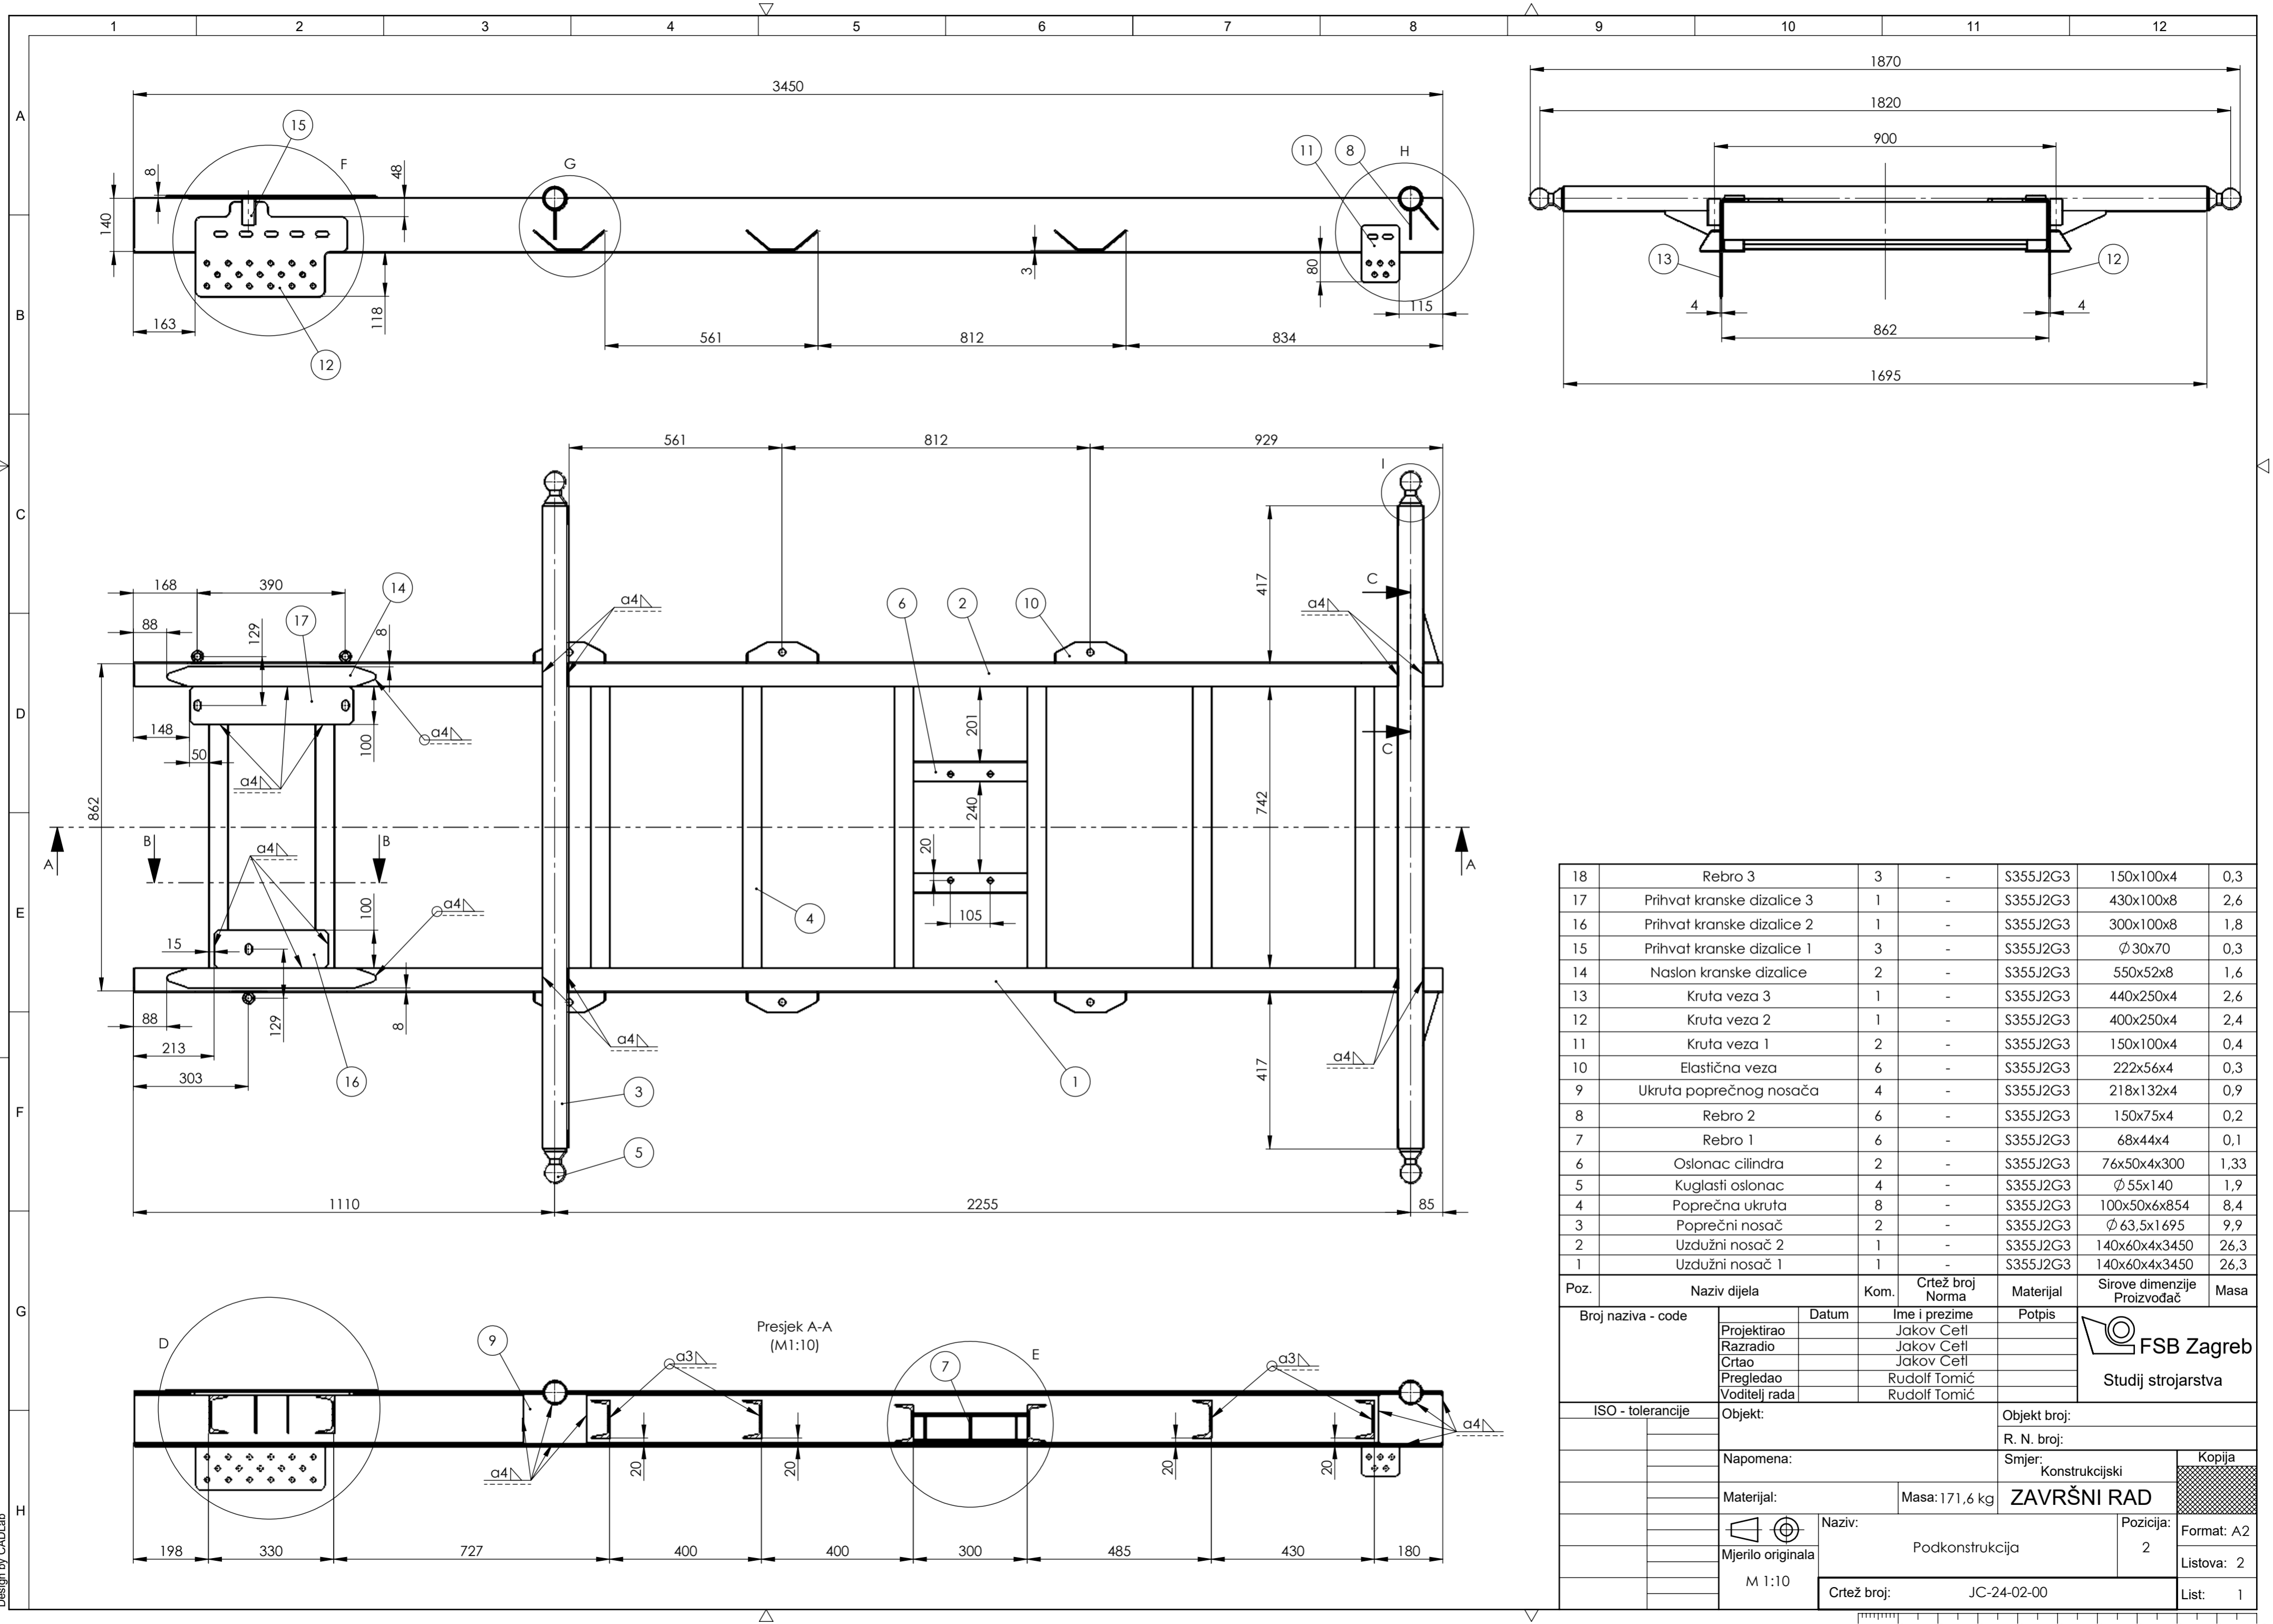 1 2 3 4 5 6 7 8 9 10 11 12
A
B
C
D
E
F
G
H
3450
15
F
G
11
8
H
8
48
140
163
118
12
3
80
115
561
812
834
1870
1820
900
13
12
4
4
862
1695
561
812
929
I
168
390
14
a4
6
2
10
417
a4
C
88
129
17
8
148
50
100
a4
a4
201
C
862
240
742
A
B
B
a4
20
A
100
a4
4
105
15
88
129
8
213
303
16
a4
3
1
a4
417
5
1110
2255
85
Presjek A-A
(M1:10)
D
9
a3
7
E
a3
a4
a4
20
20
20
20
198
330
727
400
400
300
485
430
180
18 Rebro 3 3 - S355J2G3 150x100x4 0,3
17 Prihvat kranske dizalice 3 1 - S355J2G3 430x100x8 2,6
16 Prihvat kranske dizalice 2 1 - S355J2G3 300x100x8 1,8
15 Prihvat kranske dizalice 1 3 - S355J2G3 ∅30x70 0,3
14 Naslon kranske dizalice 2 - S355J2G3 550x52x8 1,6
13 Kruta veza 3 1 - S355J2G3 440x250x4 2,6
12 Kruta veza 2 1 - S355J2G3 400x250x4 2,4
11 Kruta veza 1 2 - S355J2G3 150x100x4 0,4
10 Elastična veza 6 - S355J2G3 222x56x4 0,3
9 Ukruta poprečnog nosača 4 - S355J2G3 218x132x4 0,9
8 Rebro 2 6 - S355J2G3 150x75x4 0,2
7 Rebro 1 6 - S355J2G3 68x44x4 0,1
6 Oslonac cilindra 2 - S355J2G3 76x50x4x300 1,33
5 Kuglasti oslonac 4 - S355J2G3 ∅55x140 1,9
4 Poprečna ukruta 8 - S355J2G3 100x50x6x854 8,4
3 Poprečni nosač 2 - S355J2G3 ∅63,5x1695 9,9
2 Uzdužni nosač 2 1 - S355J2G3 140x60x4x3450 26,3
1 Uzdužni nosač 1 1 - S355J2G3 140x60x4x3450 26,3
Poz. Naziv dijela Kom. Crtež broj Norma Materijal Sirove dimenzije Proizvođač Masa
Broj naziva - code Datum Ime i prezime Potpis
Projektirao Jakov Cetl
Razradio Jakov Cetl
Crtao Jakov Cetl
Pregledao Rudolf Tomić
Voditelj rada Rudolf Tomić
FSB Zagreb
Studij strojarstva
ISO - tolerancije
Objekt:
Objekt broj:
R. N. broj:
Napomena:
Smjer:
Konstrukcijski
Kopija
Materijal:
Masa: 171,6 kg
ZAVRŠNI RAD
Naziv:
Podkonstrukcija
Pozicija:
2
Format: A2
Mjerilo originala
M 1:10
Listova: 2
Crtež broj: JC-24-02-00
List: 1
Design by CADLab